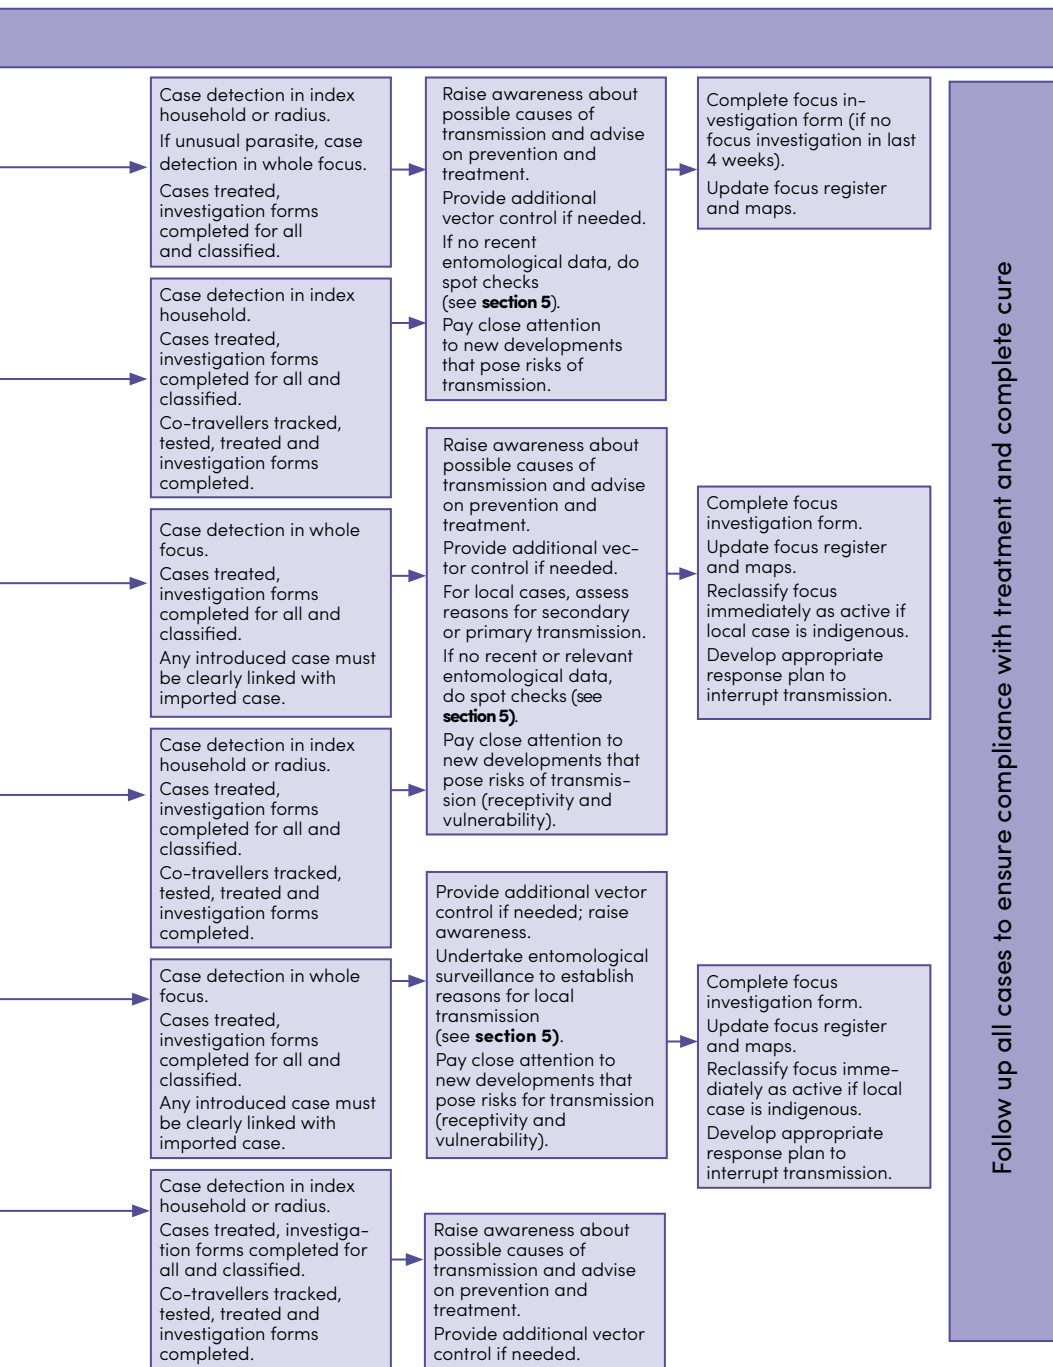 Case detection in index
household or radius.
If unusual parasite, case
detection in whole focus.
Cases treated,
investigation forms
completed for all
and classified.
Case detection in index
household.
Cases treated,
investigation forms
completed for all and
classified.
Co-travellers tracked,
tested, treated and
investigation forms
completed.
Case detection in whole
focus.
Cases treated,
investigation forms
completed for all and
classified.
Any introduced case must
be clearly linked with
imported case.
Case detection in index
household or radius.
Cases treated,
investigation forms
completed for all and
classified.
Co-travellers tracked,
tested, treated and
investigation forms
completed.
Case detection in whole
focus.
Cases treated,
investigation forms
completed for all and
classified.
Any introduced case must
be clearly linked with
imported case.
Case detection in index
household or radius.
Cases treated, investiga-
tion forms completed for
all and classified.
Co-travellers tracked,
tested, treated and
investigation forms
completed.
Raise awareness about
possible causes of
transmission and advise
on prevention and
treatment.
Provide additional
vector control if needed.
If no recent
entomological data, do
spot checks
(see section 5).
Pay close attention
to new developments
that pose risks of
transmission.
Raise awareness about
possible causes of
transmission and advise
on prevention and
treatment.
Provide additional vec-
tor control if needed.
For local cases, assess
reasons for secondary
or primary transmission.
If no recent or relevant
entomological data,
do spot checks (see
section 5).
Pay close attention to
new developments that
pose risks of transmis-
sion (receptivity and
vulnerability).
Provide additional vector
control if needed; raise
awareness.
Undertake entomological
surveillance to establish
reasons for local
transmission
(see section 5).
Pay close attention to
new developments that
pose risks for transmission
(receptivity and
vulnerability).
Raise awareness about
possible causes of
transmission and advise
on prevention and
treatment.
Provide additional vector
control if needed.
Complete focus in-
vestigation form (if no
focus investigation in last
4 weeks).
Update focus register
and maps.
Complete focus
investigation form.
Update focus register
and maps.
Reclassify focus
immediately as active if
local case is indigenous.
Develop appropriate
response plan to
interrupt transmission.
Complete focus
investigation form.
Update focus register
and maps.
Reclassify focus imme-
diately as active if local
case is indigenous.
Develop appropriate
response plan to
interrupt transmission.
Follow up all cases to ensure compliance with treatment and complete cure